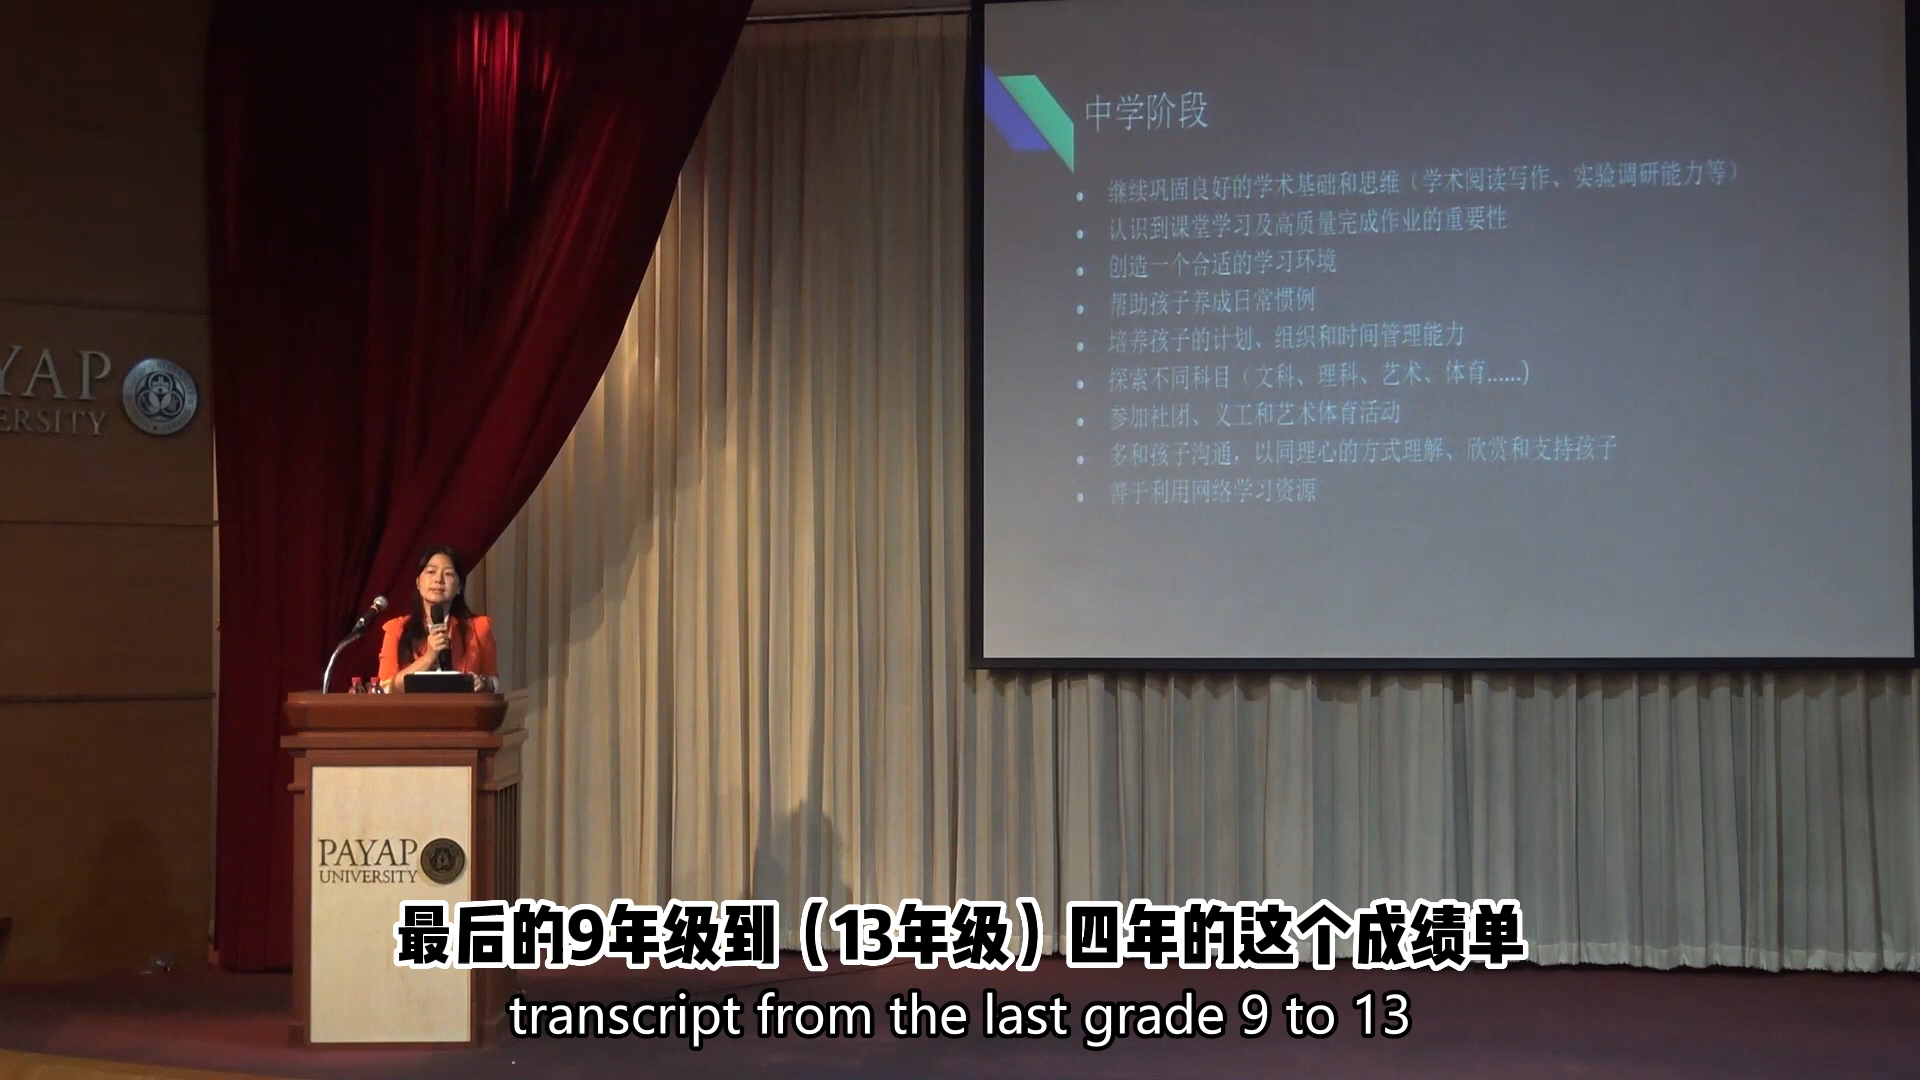 中学阶段
继续巩固良好的学术基础和思维（学术阅读写作、实验调研能力等）
认识到课堂学习及高质量完成作业的重要性
创造一个合适的学习环境
帮助孩子养成日常惯例
培养孩子的计划、组织和时间管理能力
探索不同科目（文科、理科、艺术、体育......）
参加社团、义工和艺术体育活动
多和孩子沟通，以同理心的方式理解、欣赏和支持孩子
善于利用网络学习资源
YAP
ERSITY
PAYAP
UNIVERSITY
最后的9年级到（13年级）四年的这个成绩单
transcript from the last grade 9 to 13